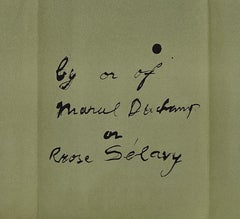 by or of
Marcel Duchamp
or
Rrose Sélavy